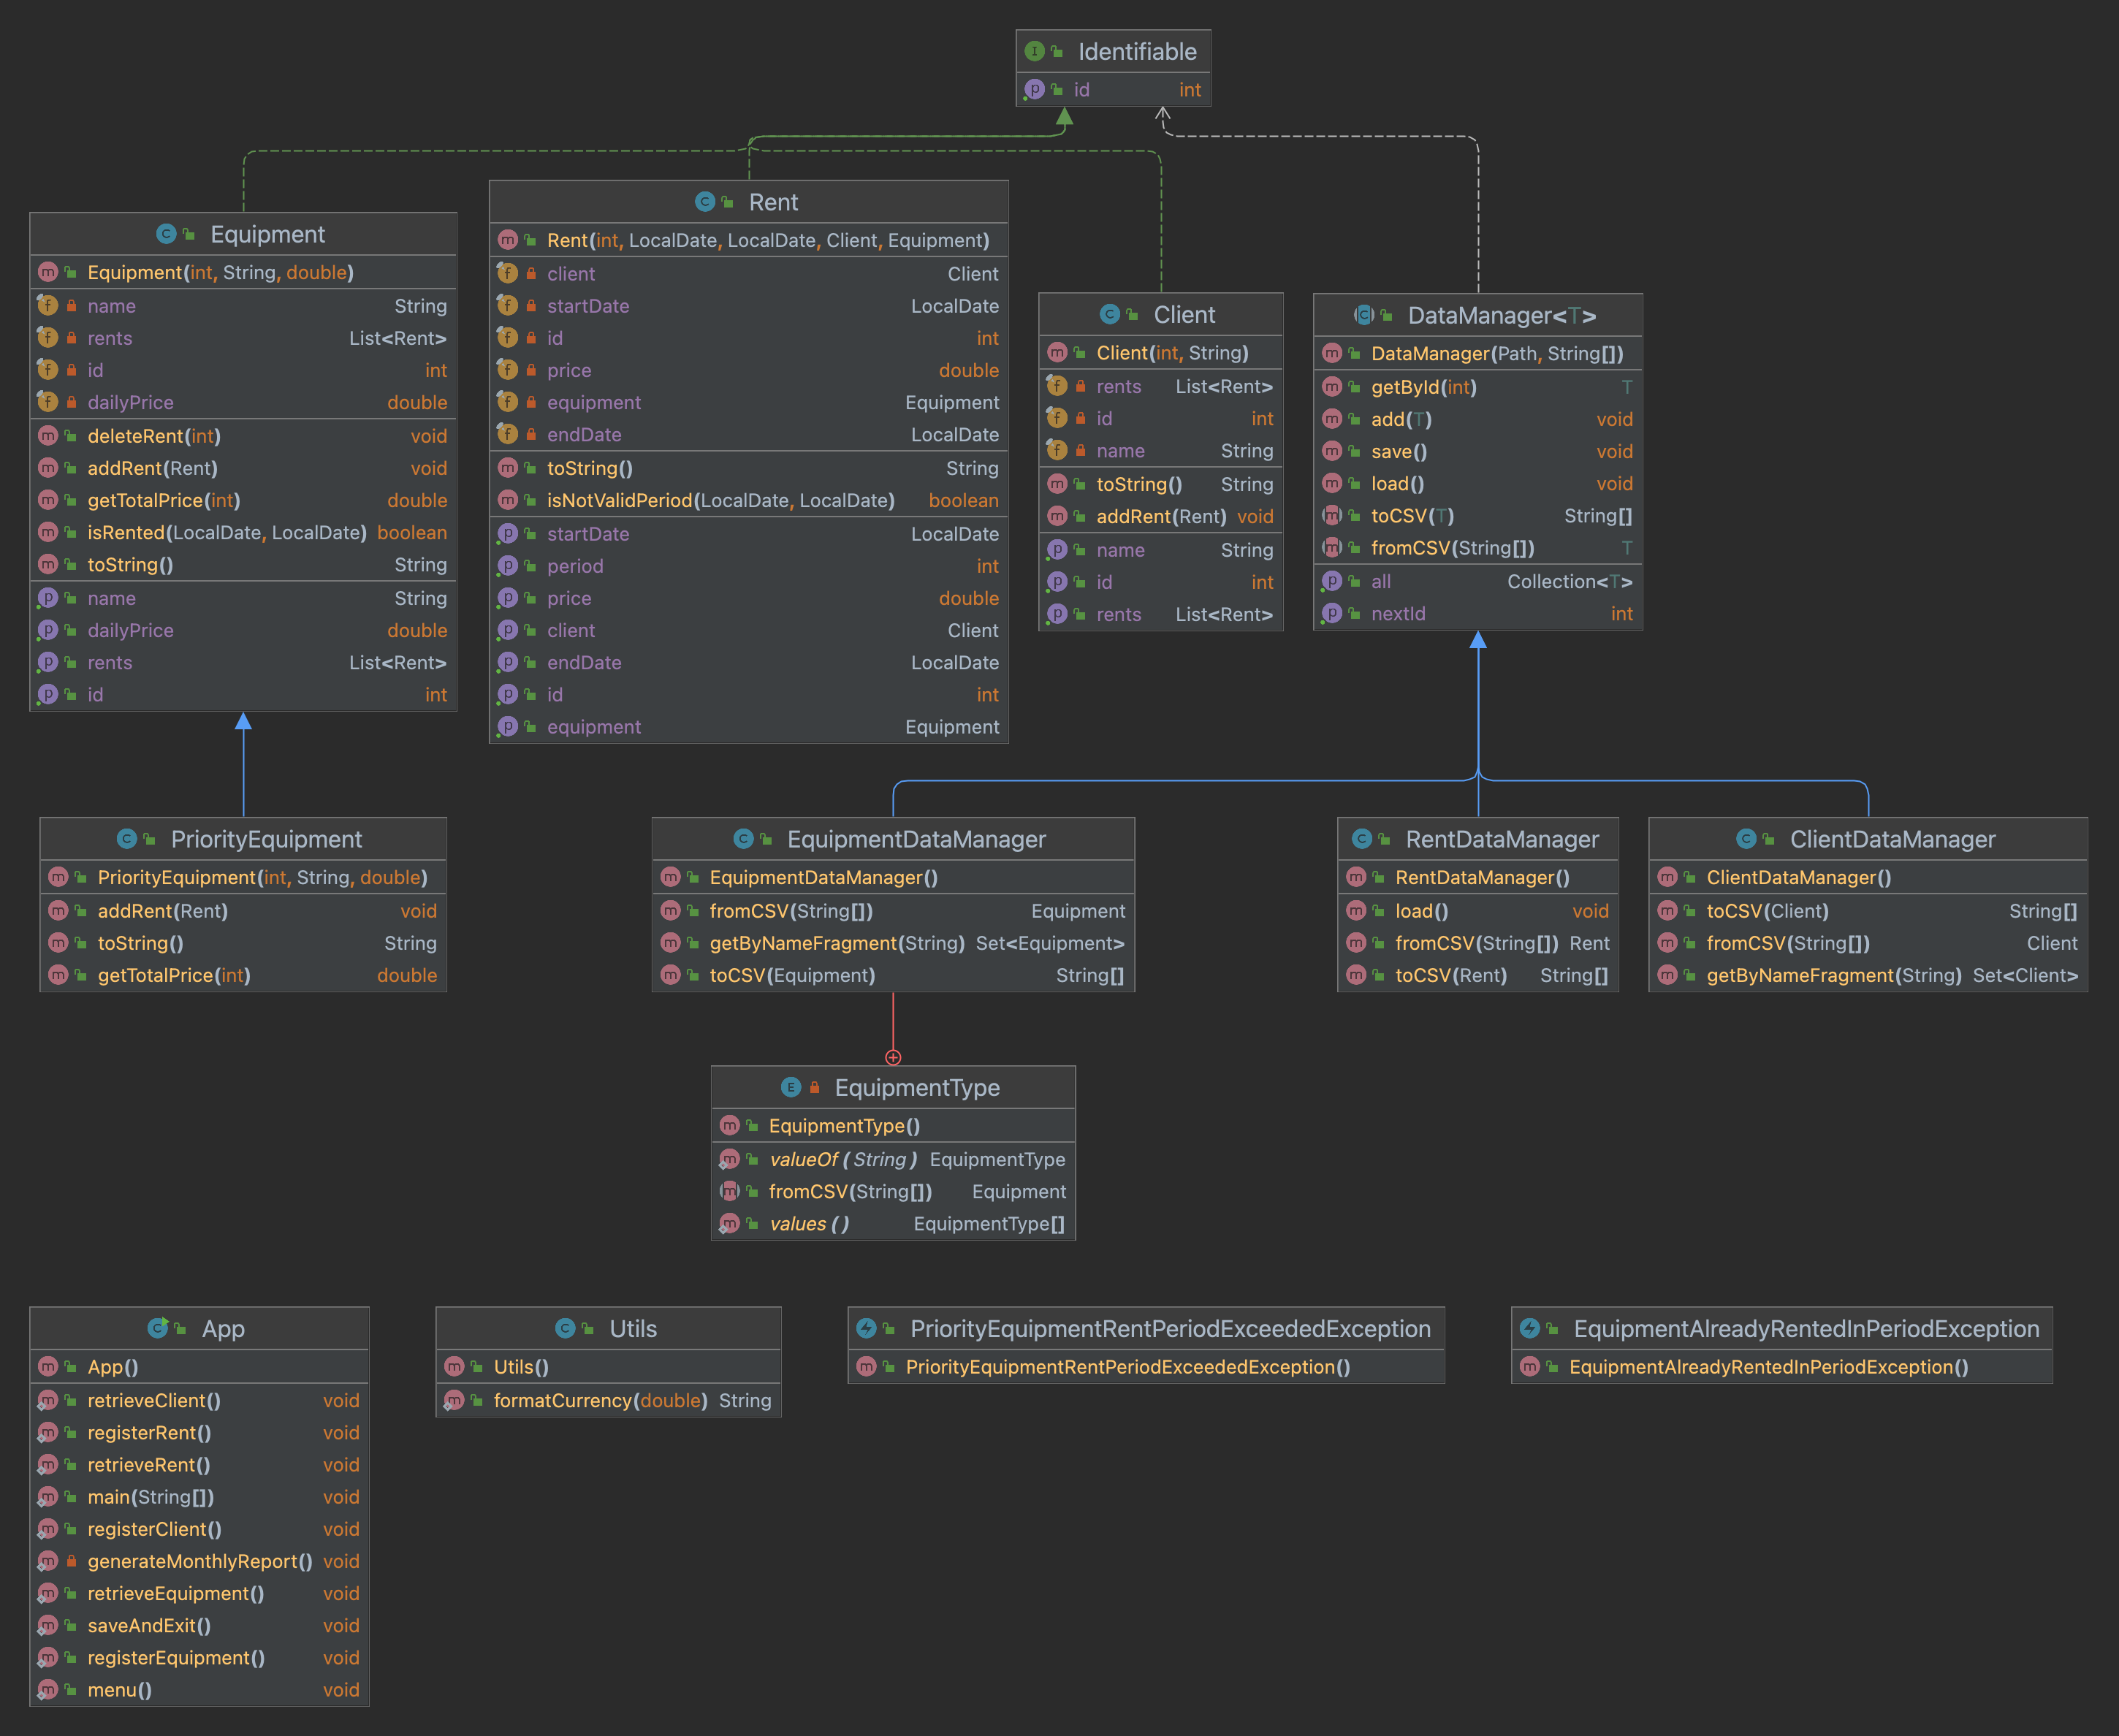 Identifiable
id int
Equipment
Equipment(int, String, double)
name String
rents List<Rent>
id int
dailyPrice double
deleteRent(int) void
addRent(Rent) void
getTotalPrice(int) double
isRented(LocalDate, LocalDate) boolean
toString() String
name String
dailyPrice double
rents List<Rent>
id int
Rent
Rent(int, LocalDate, LocalDate, Client, Equipment)
client Client
startDate LocalDate
id int
price double
equipment Equipment
endDate LocalDate
toString() String
isNotValidPeriod(LocalDate, LocalDate) boolean
startDate LocalDate
period int
price double
client Client
endDate LocalDate
id int
equipment Equipment
Client
Client(int, String)
rents List<Rent>
id int
name String
toString() String
addRent(Rent) void
name String
id int
rents List<Rent>
DataManager<T>
DataManager(Path, String[])
getById(int) T
add(T) void
save() void
load() void
toCSV(T) String[]
fromCSV(String[]) T
all Collection<T>
nextId int
PriorityEquipment
PriorityEquipment(int, String, double)
addRent(Rent) void
toString() String
getTotalPrice(int) double
EquipmentDataManager
EquipmentDataManager()
fromCSV(String[]) Equipment
getByNameFragment(String) Set<Equipment>
toCSV(Equipment) String[]
RentDataManager
RentDataManager()
load() void
fromCSV(String[]) Rent
toCSV(Rent) String[]
ClientDataManager
ClientDataManager()
toCSV(Client) String[]
fromCSV(String[]) Client
getByNameFragment(String) Set<Client>
EquipmentType
EquipmentType()
valueOf(String) EquipmentType
fromCSV(String[]) Equipment
values() EquipmentType[]
App
App()
retrieveClient() void
registerRent() void
retrieveRent() void
main(String[]) void
registerClient() void
generateMonthlyReport() void
retrieveEquipment() void
saveAndExit() void
registerEquipment() void
menu() void
Utils
Utils()
formatCurrency(double) String
PriorityEquipmentRentPeriodExceededException
PriorityEquipmentRentPeriodExceededException()
EquipmentAlreadyRentedInPeriodException
EquipmentAlreadyRentedInPeriodException()